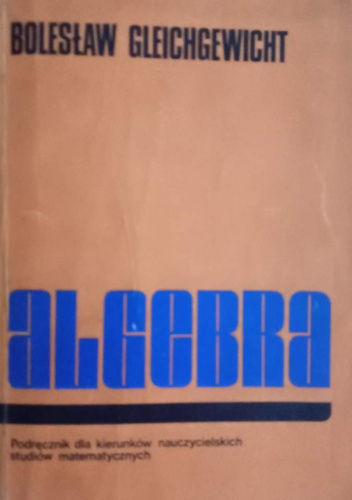 BOLESŁAW GLEICHGEWICHT
ALGEBRA
Podręcznik dla kierunków nauczycielskich
studiów matematycznych